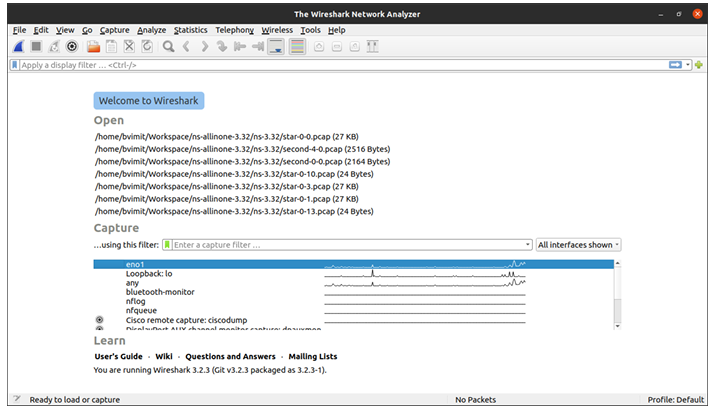 The Wireshark Network Analyzer
File Edit View Go Capture Analyze Statistics Telephony Wireless Tools Help
Apply a display filter ... <Ctrl-/>
Welcome to Wireshark
Open
/home/bvimit/Workspace/ns-allinone-3.32/ns-3.32/star-0-0.pcap (27 KB)
/home/bvimit/Workspace/ns-allinone-3.32/ns-3.32/second-4-0.pcap (2516 Bytes)
/home/bvimit/Workspace/ns-allinone-3.32/ns-3.32/second-0-0.pcap (2164 Bytes)
/home/bvimit/Workspace/ns-allinone-3.32/ns-3.32/star-0-10.pcap (24 Bytes)
/home/bvimit/Workspace/ns-allinone-3.32/ns-3.32/star-0-3.pcap (27 KB)
/home/bvimit/Workspace/ns-allinone-3.32/ns-3.32/star-0-1.pcap (27 KB)
/home/bvimit/Workspace/ns-allinone-3.32/ns-3.32/star-0-13.pcap (24 Bytes)
Capture
...using this filter: Enter a capture filter ... All interfaces shown
eno1
Loopback: lo
any
bluetooth-monitor
nflog
nfqueue
Cisco remote capture: ciscodump
DisplayPort AUX channel monitor capture: dpauxmon
Learn
User's Guide · Wiki · Questions and Answers · Mailing Lists
You are running Wireshark 3.2.3 (Git v3.2.3 packaged as 3.2.3-1).
Ready to load or capture No Packets Profile: Default